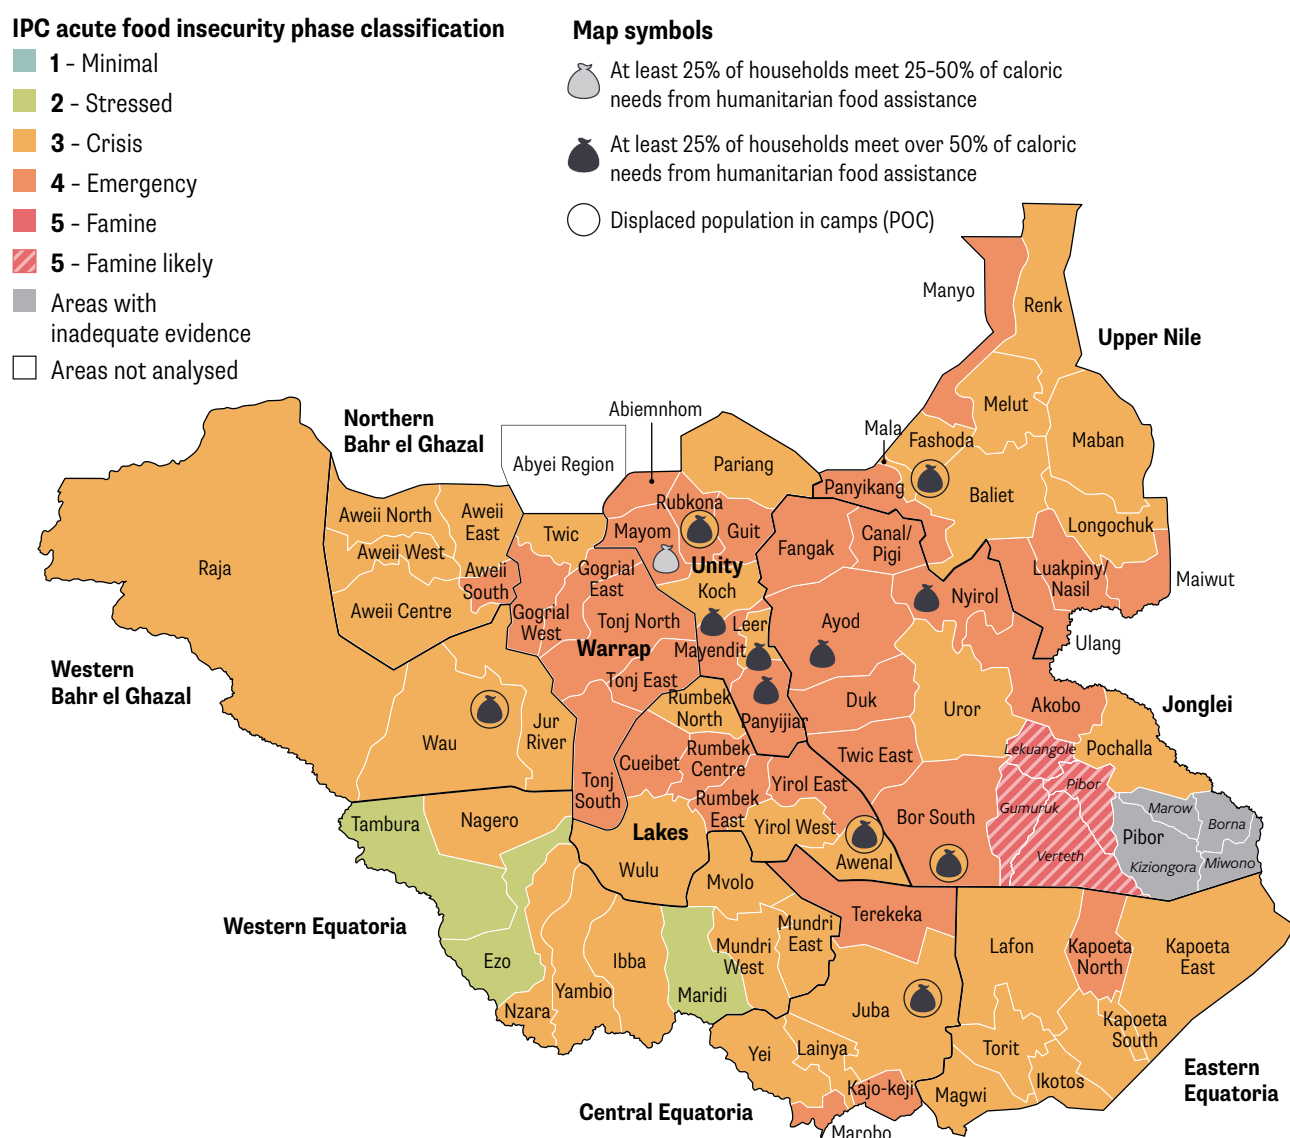 IPC acute food insecurity phase classification
1 - Minimal
2 - Stressed
3 - Crisis
4 - Emergency
5 - Famine
5 - Famine likely
Areas with
inadequate evidence
Areas not analysed
Map symbols
At least 25% of households meet 25-50% of caloric
needs from humanitarian food assistance
At least 25% of households meet over 50% of caloric
needs from humanitarian food assistance
Displaced population in camps (POC)
Manyo
Renk
Upper Nile
Melut
Maban
Mala
Fashoda
Panyikang
Baliet
Longochuk
Luakpiny/
Nasil
Maiwut
Ulang
Northern
Bahr el Ghazal
Abiemnhom
Abyei Region
Pariang
Rubkona
Mayom
Guit
Unity
Koch
Leer
Mayendit
Panyijiar
Aweii North
Aweii
East
Aweii West
Aweii
South
Aweii Centre
Twic
Gogrial
East
Gogrial
West
Tonj North
Warrap
Tonj East
Tonj
South
Raja
Western
Bahr el Ghazal
Wau
Jur
River
Fangak
Canal/
Pigi
Nyirol
Ayod
Duk
Uror
Akobo
Jonglei
Twic East
Bor South
Pochalla
Lekuangole
Pibor
Gumuruk
Verteth
Marow
Borna
Pibor
Kiziongora
Miwono
Rumbek
North
Cueibet
Rumbek
Centre
Rumbek
East
Yirol East
Yirol West
Lakes
Wulu
Awenal
Tambura
Nagero
Western Equatoria
Ezo
Nzara
Yambio
Ibba
Maridi
Mvolo
Mundri
West
Mundri
East
Terekeka
Juba
Yei
Lainya
Kajo-keji
Marobo
Central Equatoria
Lafon
Kapoeta
North
Kapoeta
East
Kapoeta
South
Torit
Ikotos
Magwi
Eastern
Equatoria